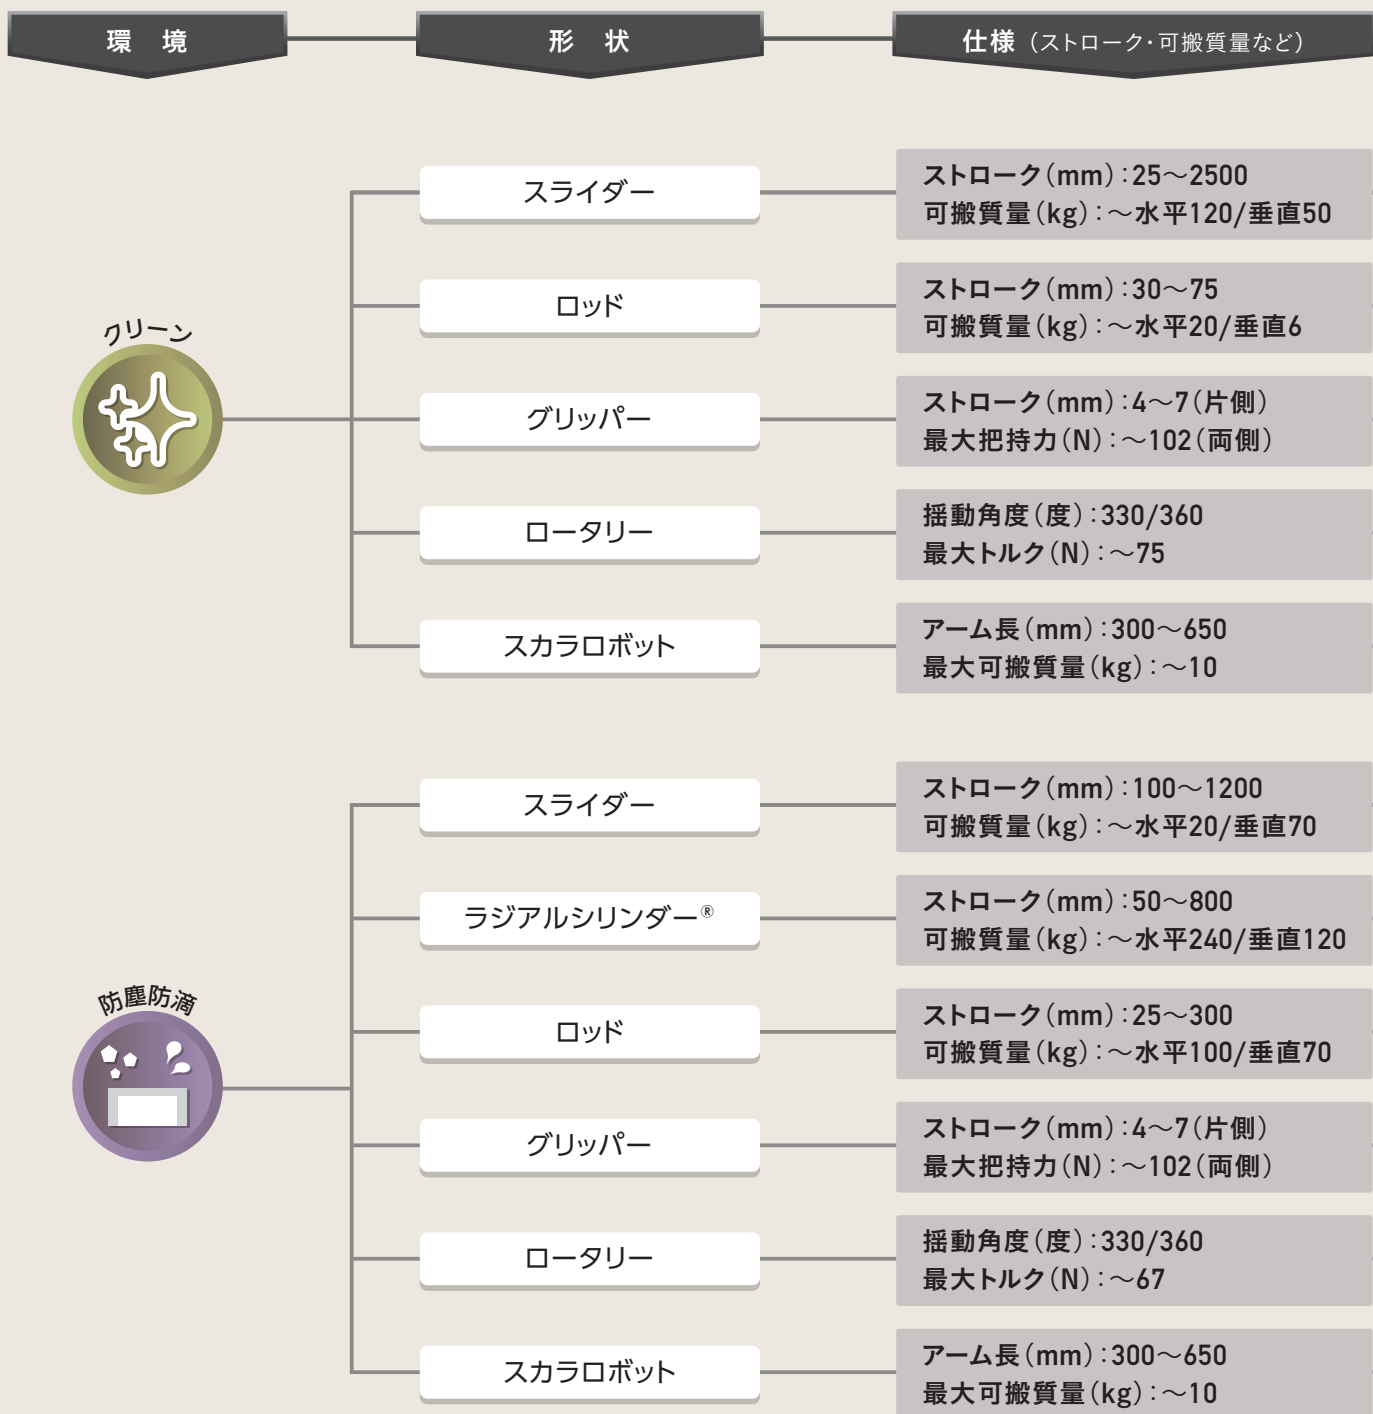 環　境
形　状
仕様（ストローク・可搬質量など）
クリーン
スライダー
ストローク（mm）：25～2500
可搬質量（kg）：～水平120/垂直50
ロッド
ストローク（mm）：30～75
可搬質量（kg）：～水平20/垂直6
グリッパー
ストローク（mm）：4～7（片側）
最大把持力（N）：～102（両側）
ロータリー
揺動角度（度）：330/360
最大トルク（N）：～75
スカラロボット
アーム長（mm）：300～650
最大可搬質量（kg）：～10
防塵防滴
スライダー
ストローク（mm）：100～1200
可搬質量（kg）：～水平20/垂直70
ラジアルシリンダー®
ストローク（mm）：50～800
可搬質量（kg）：～水平240/垂直120
ロッド
ストローク（mm）：25～300
可搬質量（kg）：～水平100/垂直70
グリッパー
ストローク（mm）：4～7（片側）
最大把持力（N）：～102（両側）
ロータリー
揺動角度（度）：330/360
最大トルク（N）：～67
スカラロボット
アーム長（mm）：300～650
最大可搬質量（kg）：～10